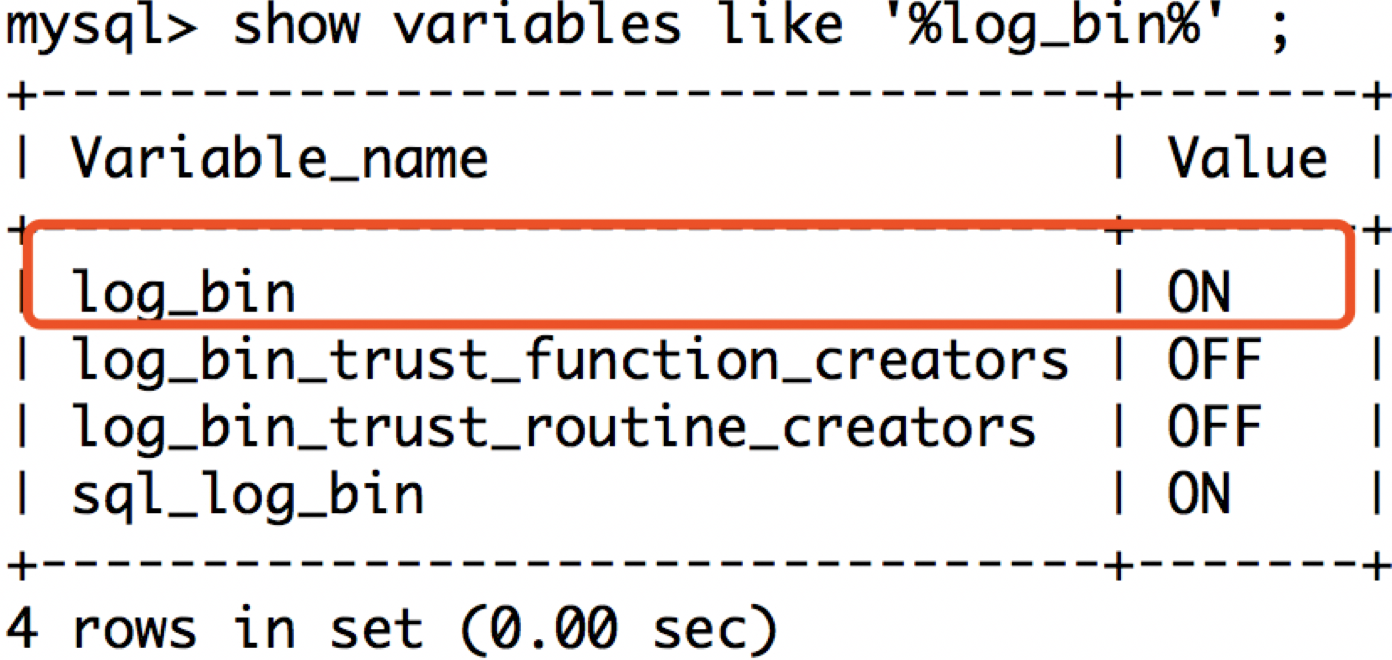 mysql> show variables like '%log_bin%' ;
+---------------------------------+-------+
| Variable_name                   | Value |
+---------------------------------+-------+
| log_bin                         | ON    |
| log_bin_trust_function_creators | OFF   |
| log_bin_trust_routine_creators  | OFF   |
| sql_log_bin                     | ON    |
+---------------------------------+-------+
4 rows in set (0.00 sec)